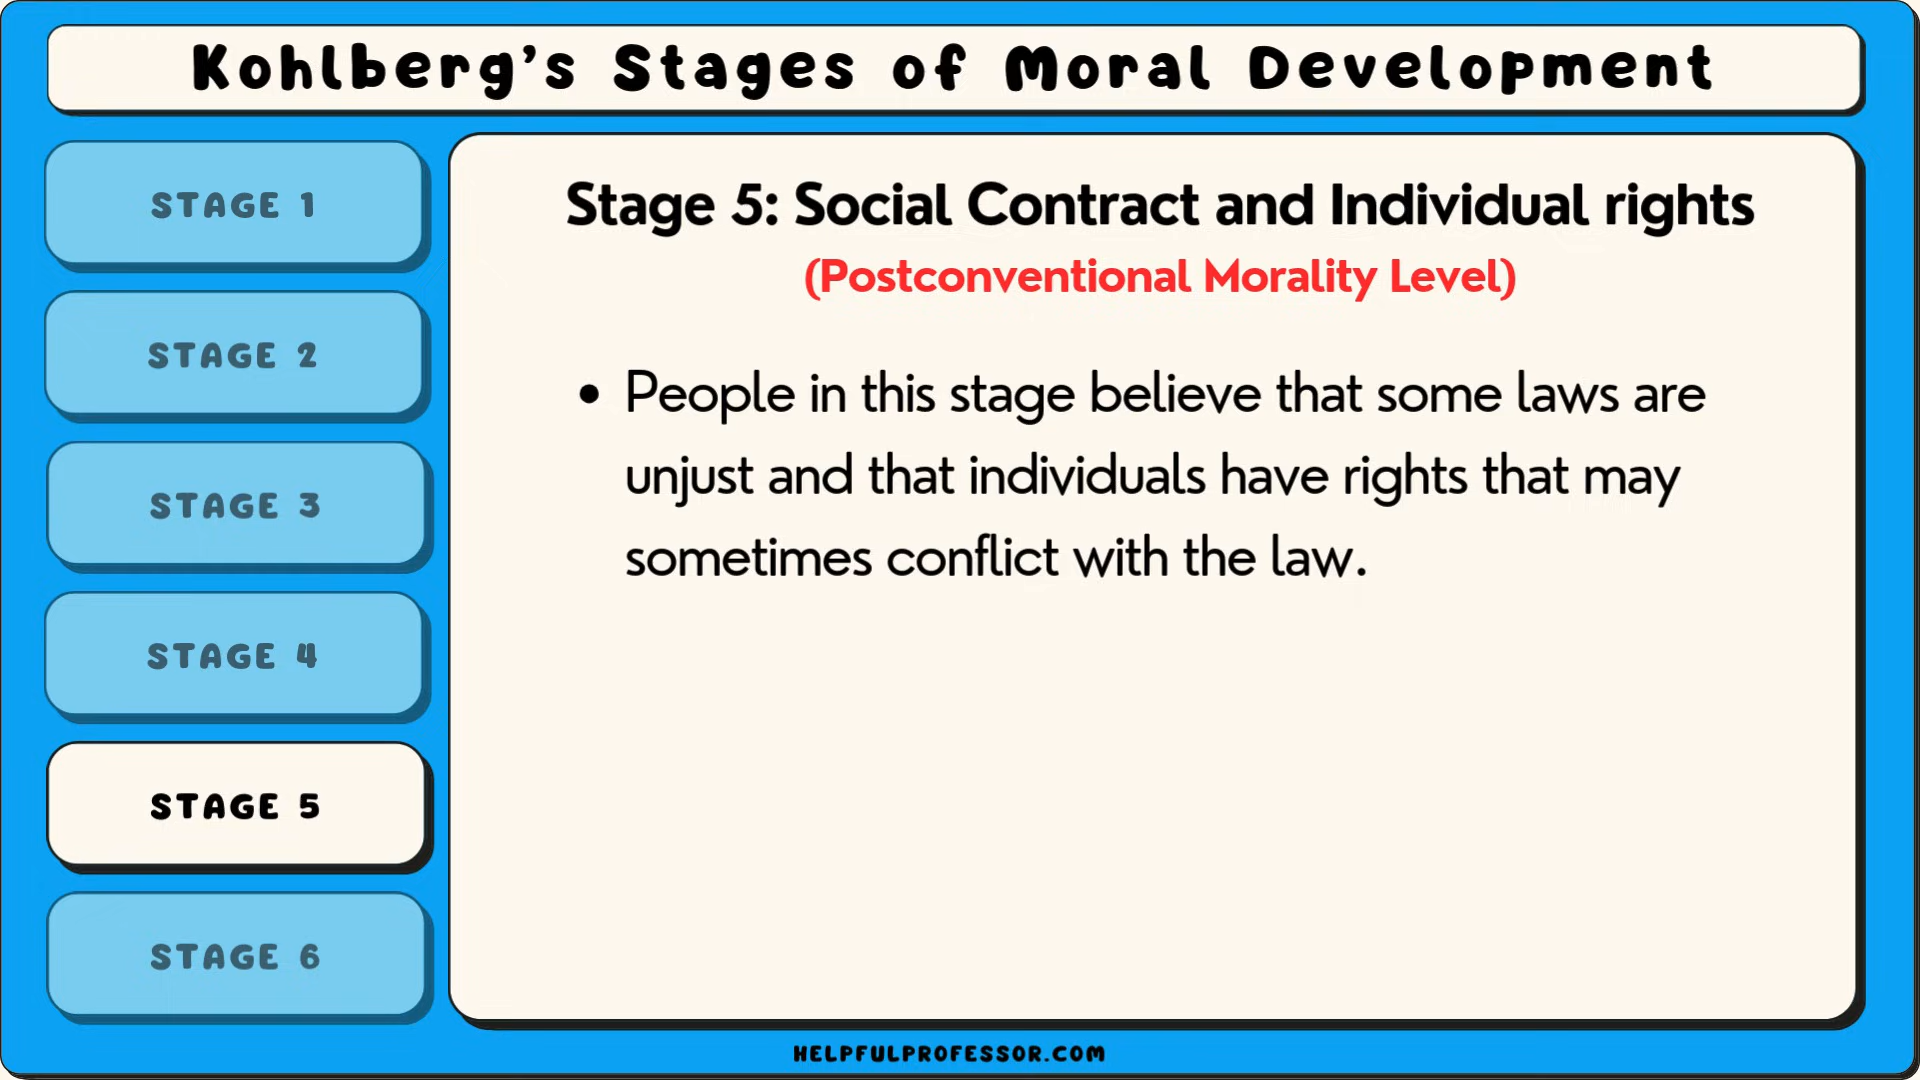 Kohlberg's Stages of Moral Development
STAGE 1
STAGE 2
STAGE 3
STAGE 4
STAGE 5
STAGE 6
Stage 5: Social Contract and Individual rights
(Postconventional Morality Level)
• People in this stage believe that some laws are
unjust and that individuals have rights that may
sometimes conflict with the law.
HELPFULPROFESSOR.COM